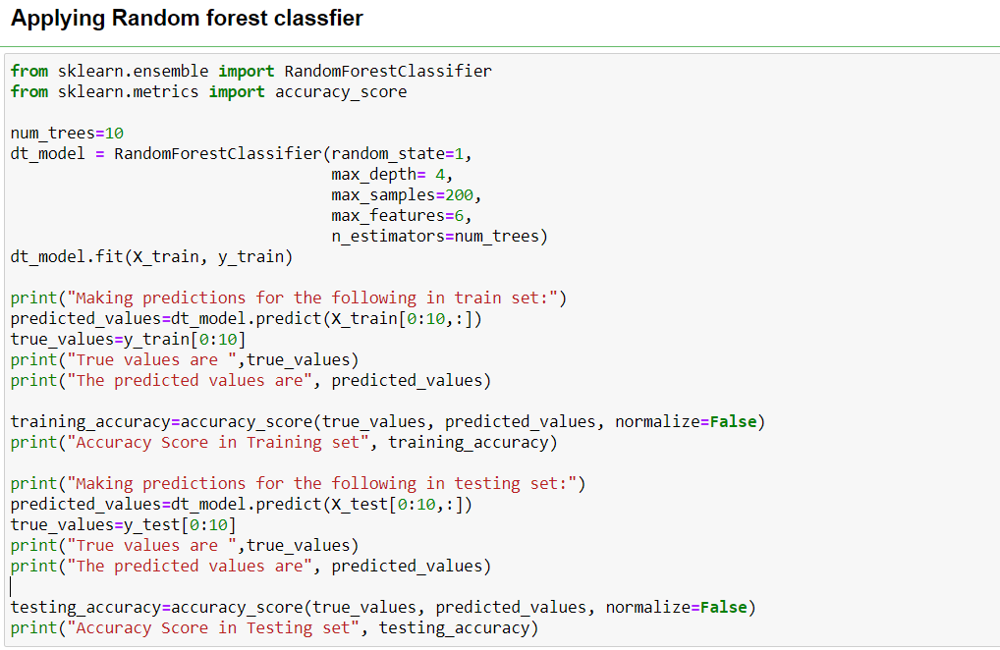 Applying Random forest classfier
from sklearn.ensemble import RandomForestClassifier
from sklearn.metrics import accuracy_score
num_trees=10
dt_model = RandomForestClassifier(random_state=1,
max_depth= 4,
max_samples=200,
max_features=6,
n_estimators=num_trees)
dt_model.fit(X_train, y_train)
print("Making predictions for the following in train set:")
predicted_values=dt_model.predict(X_train[0:10,:])
true_values=y_train[0:10]
print("True values are ",true_values)
print("The predicted values are", predicted_values)
training_accuracy=accuracy_score(true_values, predicted_values, normalize=False)
print("Accuracy Score in Training set", training_accuracy)
print("Making predictions for the following in testing set:")
predicted_values=dt_model.predict(X_test[0:10,:])
true_values=y_test[0:10]
print("True values are ",true_values)
print("The predicted values are", predicted_values)
testing_accuracy=accuracy_score(true_values, predicted_values, normalize=False)
print("Accuracy Score in Testing set", testing_accuracy)